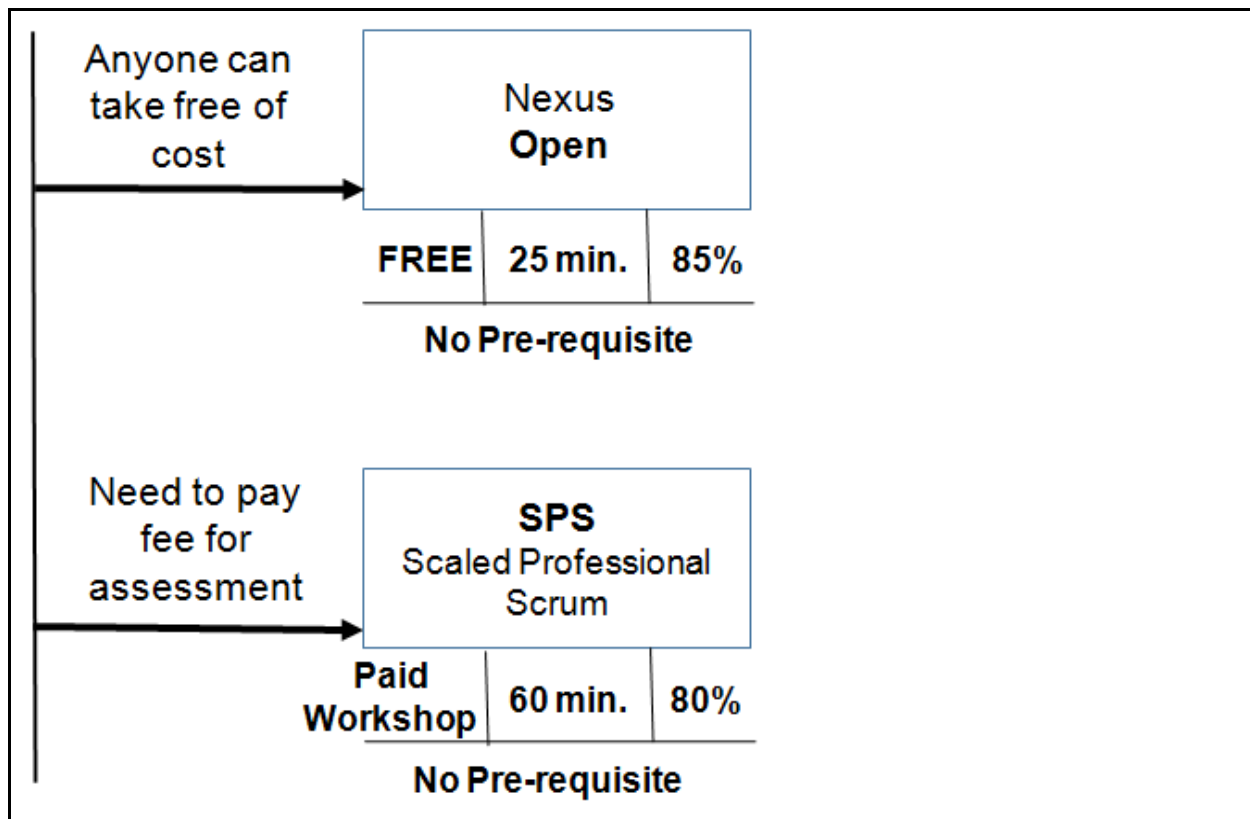 Anyone can
take free of
cost
Nexus
Open
FREE 25 min. 85%
No Pre-requisite
Need to pay
fee for
assessment
SPS
Scaled Professional
Scrum
Paid
Workshop 60 min. 80%
No Pre-requisite